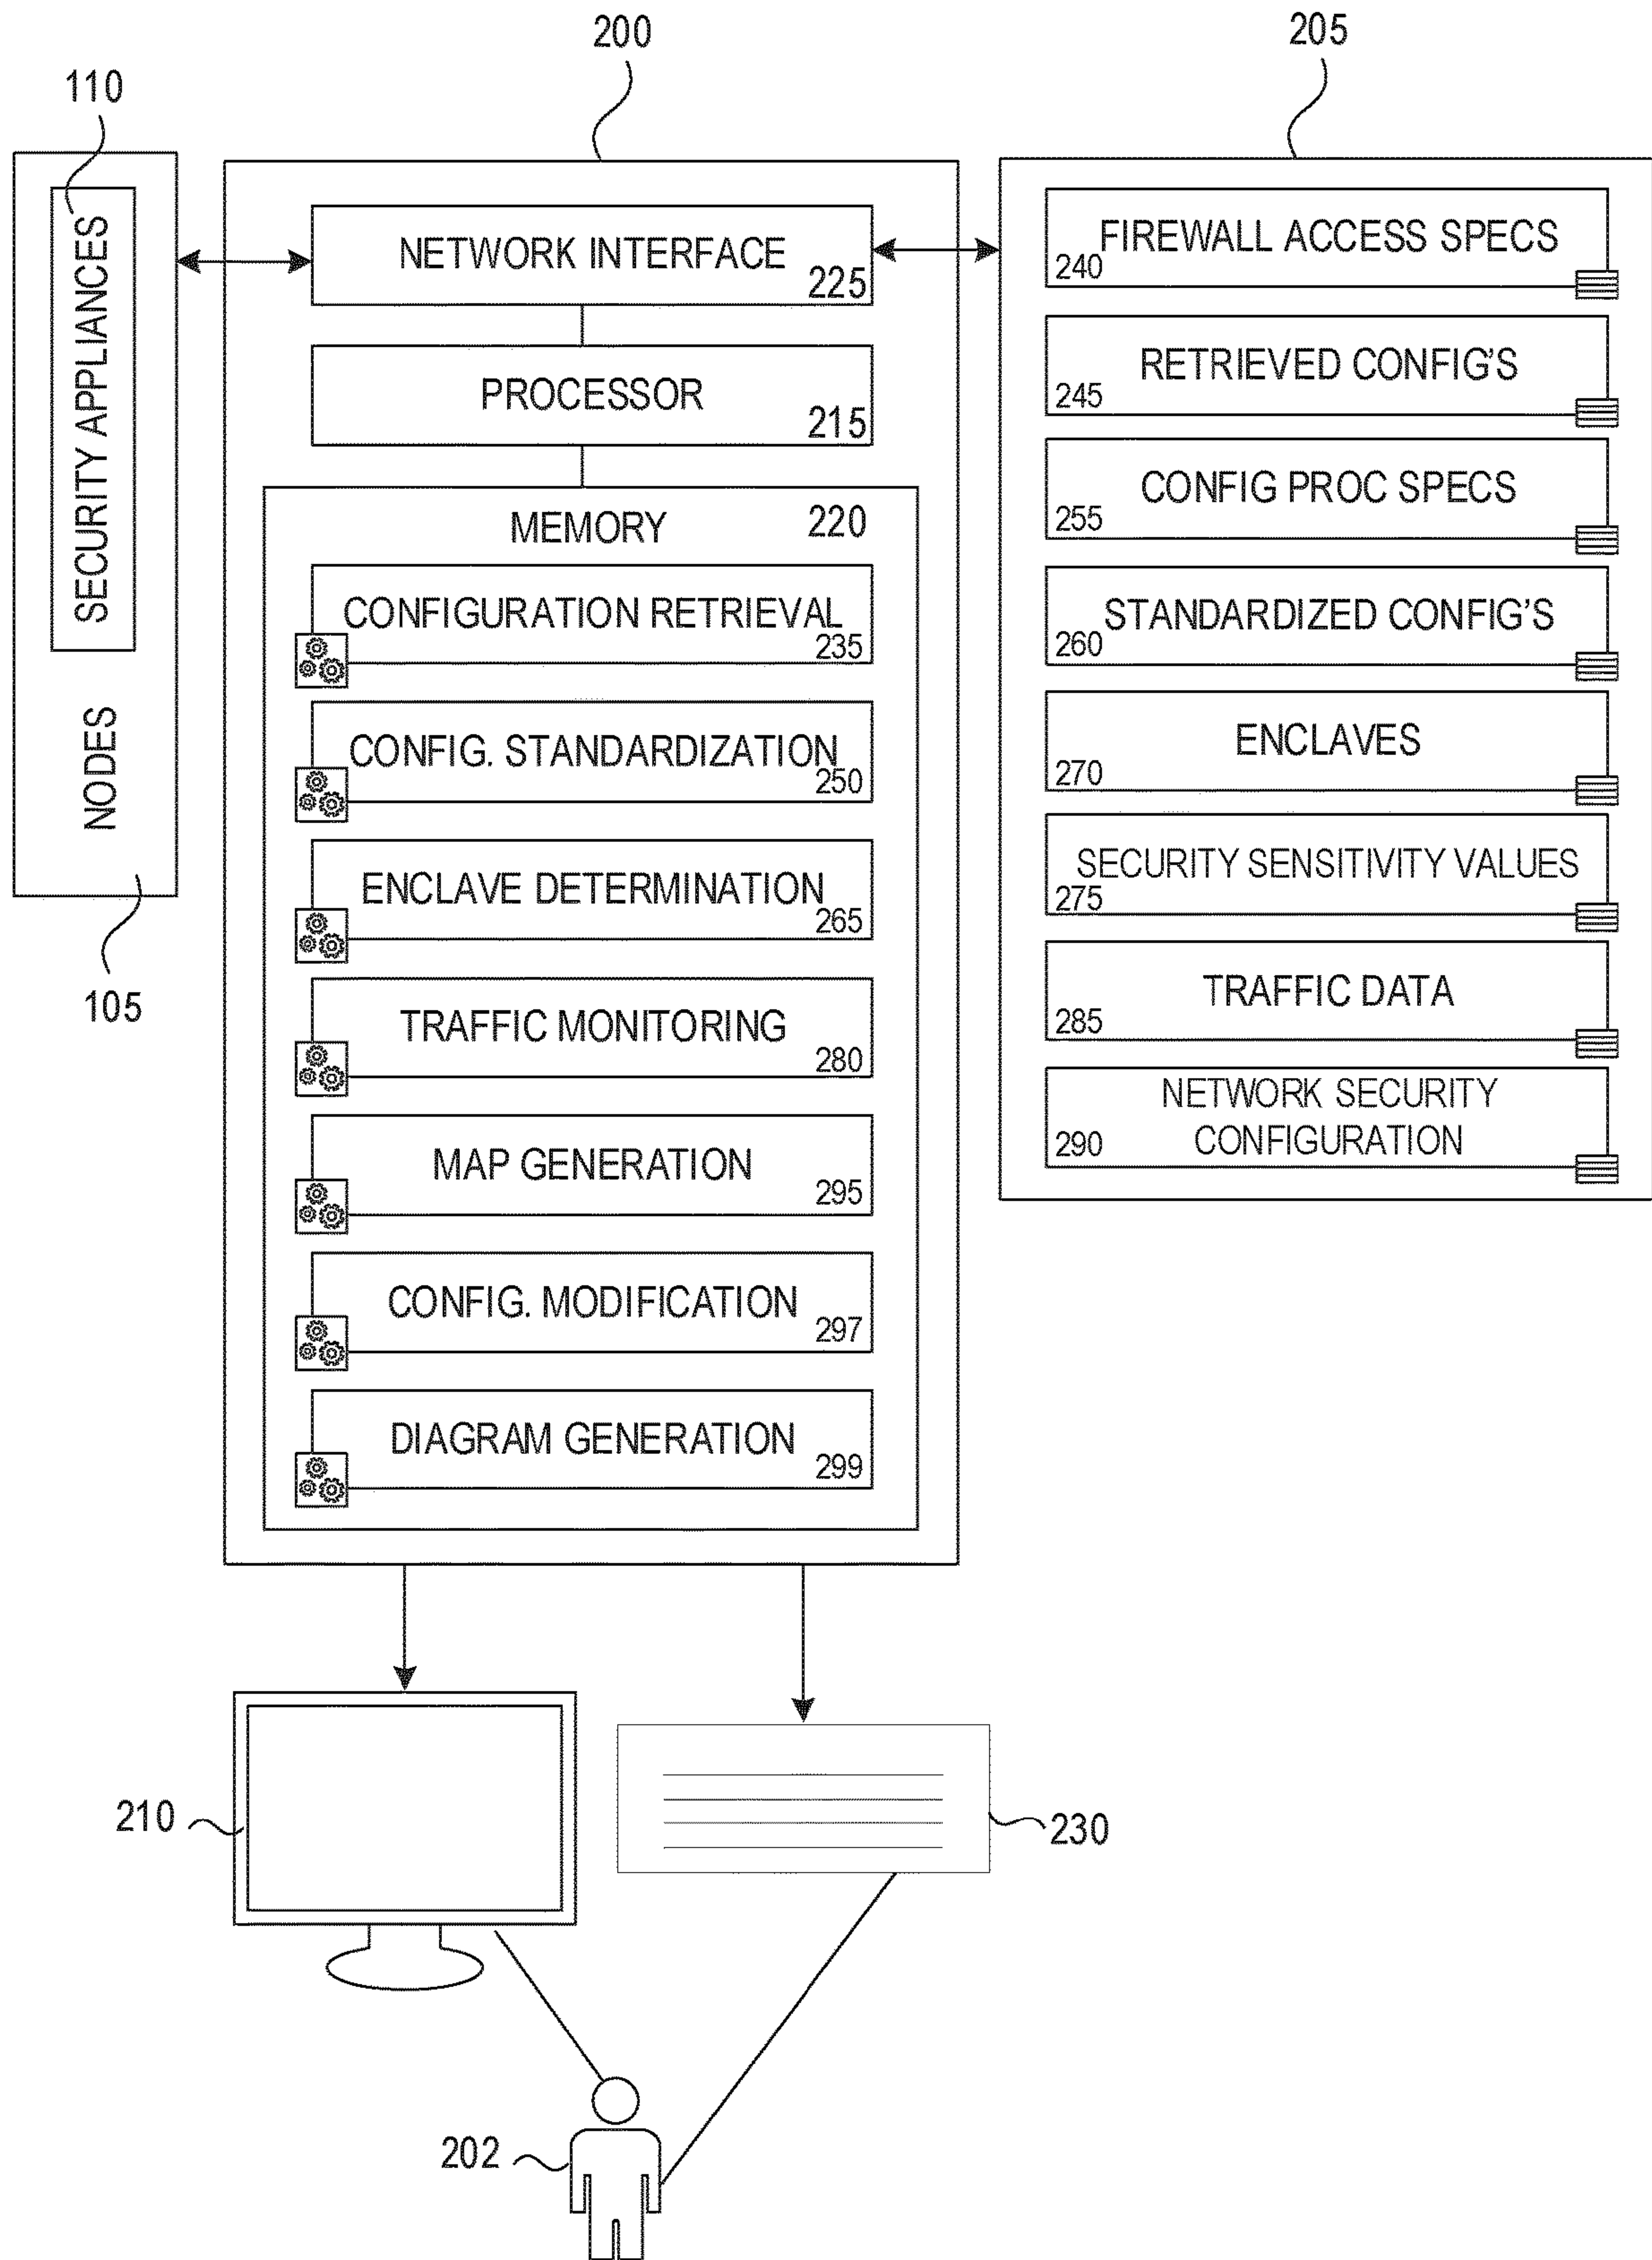 200
205
110
SECURITY APPLIANCES
NODES
105
NETWORK INTERFACE
225
PROCESSOR
215
MEMORY
220
CONFIGURATION RETRIEVAL
235
CONFIG. STANDARDIZATION
250
ENCLAVE DETERMINATION
265
TRAFFIC MONITORING
280
MAP GENERATION
295
CONFIG. MODIFICATION
297
DIAGRAM GENERATION
299
FIREWALL ACCESS SPECS
240
RETRIEVED CONFIG'S
245
CONFIG PROC SPECS
255
STANDARDIZED CONFIG'S
260
ENCLAVES
270
SECURITY SENSITIVITY VALUES
275
TRAFFIC DATA
285
NETWORK SECURITY
CONFIGURATION
290
210
230
202